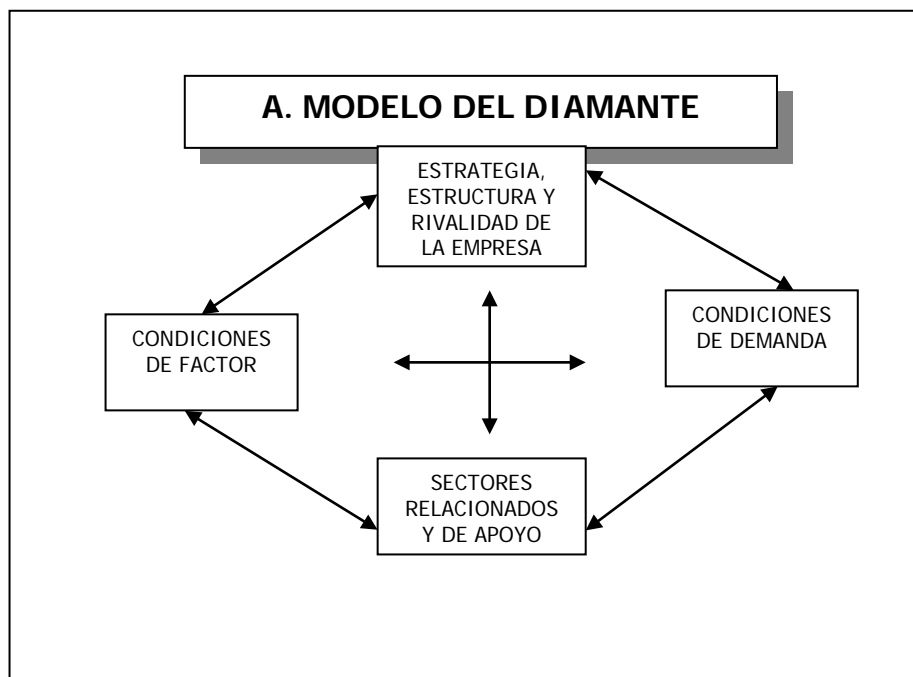 A. MODELO DEL DIAMANTE
ESTRATEGIA,
ESTRUCTURA Y
RIVALIDAD DE
LA EMPRESA
CONDICIONES
DE FACTOR
CONDICIONES
DE DEMANDA
SECTORES
RELACIONADOS
Y DE APOYO